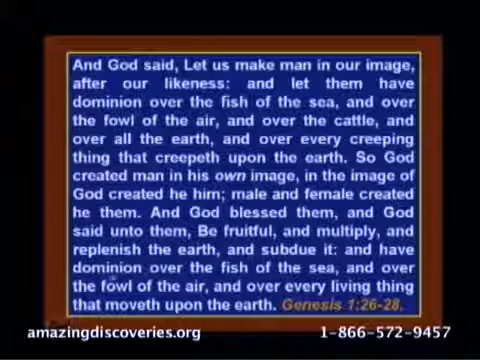 And God said, Let us make man in our image,
after our likeness: and let them have
dominion over the fish of the sea, and over
the fowl of the air, and over the cattle, and
over all the earth, and over every creeping
thing that creepeth upon the earth. So God
created man in his own image, in the image of
God created he him; male and female created
he them. And God blessed them, and God
said unto them, Be fruitful, and multiply, and
replenish the earth, and subdue it: and have
dominion over the fish of the sea, and over
the fowl of the air, and over every living thing
that moveth upon the earth. Genesis 1:26-28.
amazingdiscoveries.org 1-866-572-9457